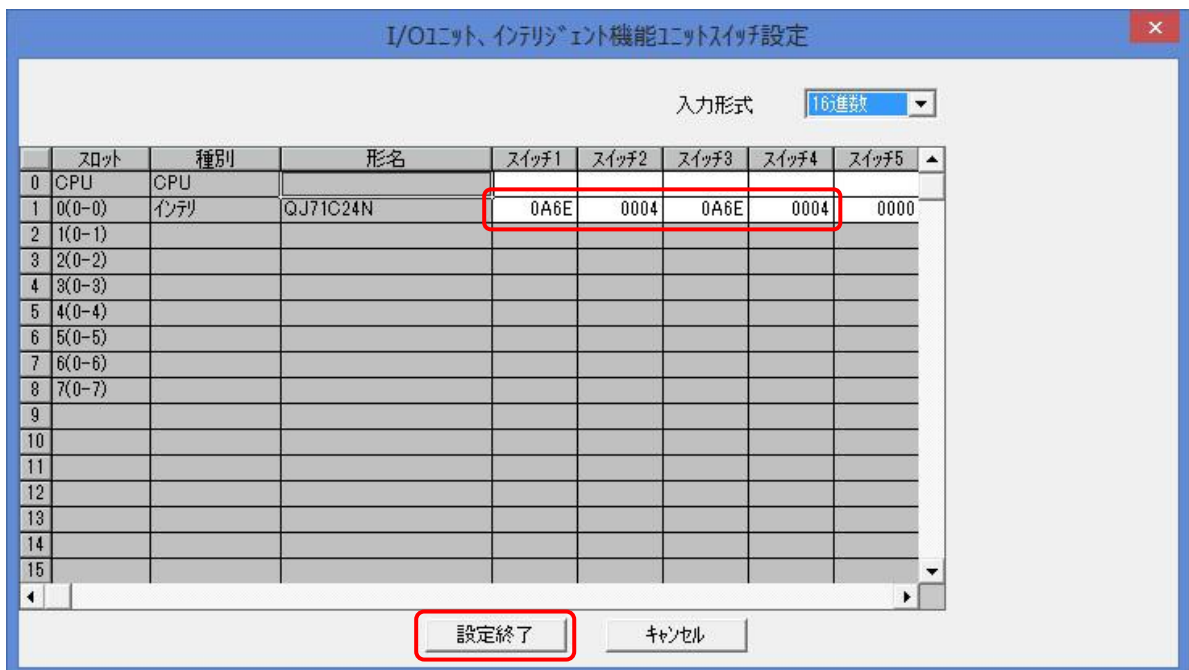 I/Oﾕﾆｯﾄ、ｲﾝﾃﾘｼﾞｪﾝﾄ機能ﾕﾆｯﾄｽｲｯﾁ設定
×
入力形式 16進数
ｽﾛｯﾄ 種別 形名 ｽｲｯﾁ1 ｽｲｯﾁ2 ｽｲｯﾁ3 ｽｲｯﾁ4 ｽｲｯﾁ5
0 CPU CPU
1 0(0-0) ｲﾝﾃﾘ QJ71C24N 0A6E 0004 0A6E 0004 0000
2 1(0-1)
3 2(0-2)
4 3(0-3)
5 4(0-4)
6 5(0-5)
7 6(0-6)
8 7(0-7)
9
10
11
12
13
14
15
設定終了 ｷｬﾝｾﾙ